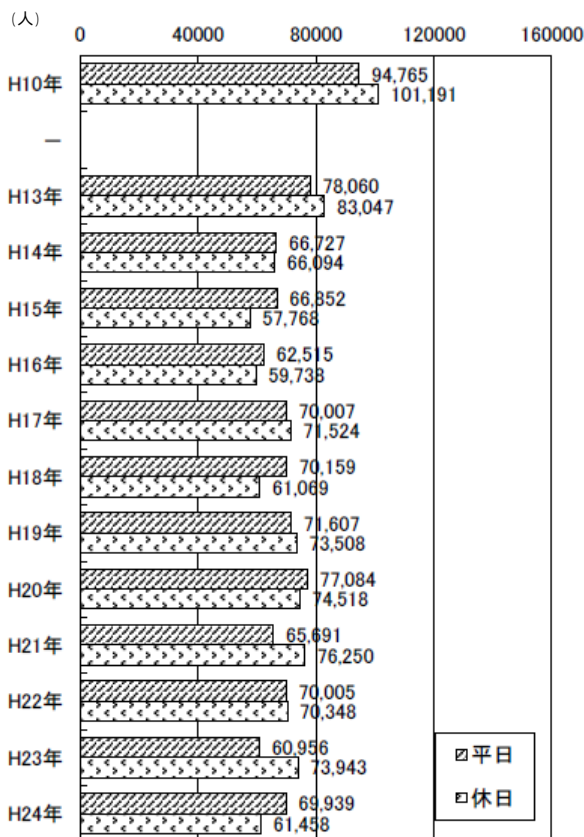 (人)
0 40000 80000 120000 160000
H10年
94,765
101,191
ー
H13年
78,060
83,047
H14年
66,727
66,094
H15年
66,852
57,768
H16年
62,515
59,738
H17年
70,007
71,524
H18年
70,159
61,069
H19年
71,607
73,508
H20年
77,084
74,518
H21年
65,691
76,250
H22年
70,005
70,348
H23年
60,956
73,943
H24年
69,939
61,458
平日
休日